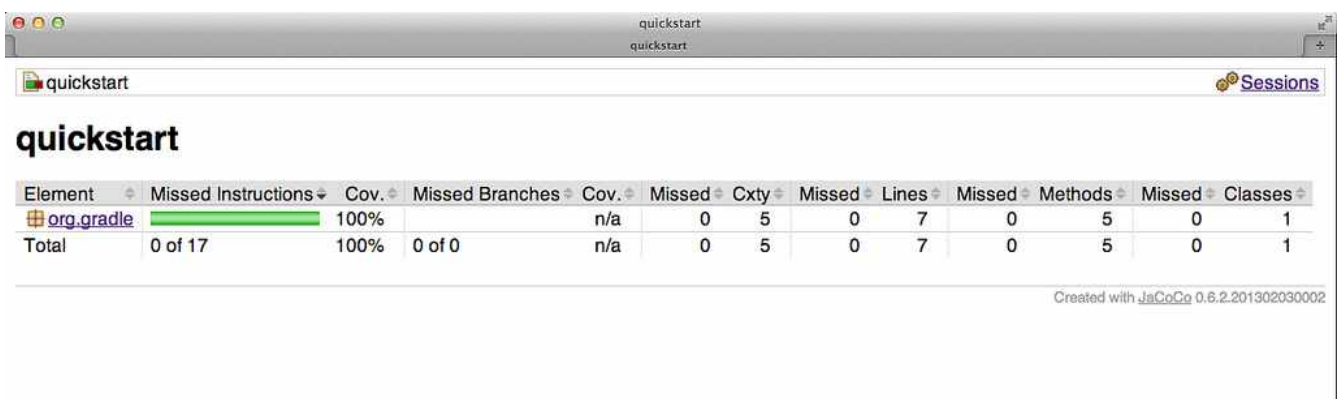 quickstart
quickstart
quickstart Sessions
quickstart
Element Missed Instructions Cov. Missed Branches Cov. Missed Cxty Missed Lines Missed Methods Missed Classes
org.gradle 100% n/a 0 5 0 7 0 5 0 1
Total 0 of 17 100% 0 of 0 n/a 0 5 0 7 0 5 0 1
Created with JaCoCo 0.6.2.201302030002